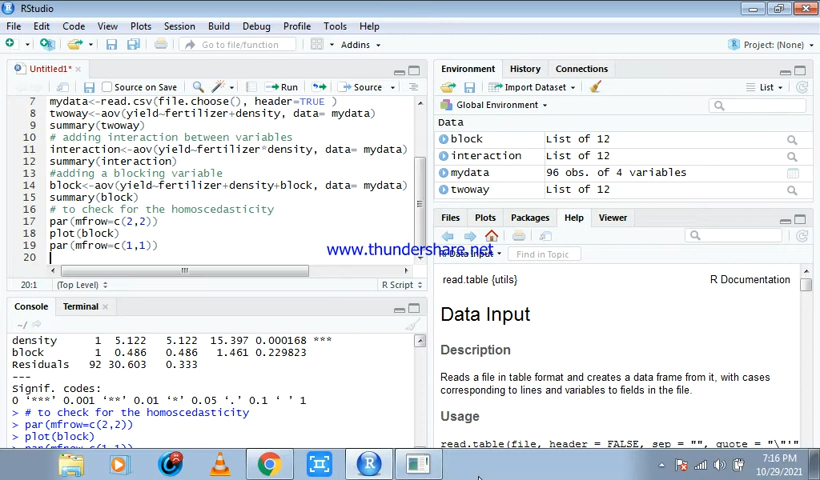 RStudio
File Edit Code View Plots Session Build Debug Profile Tools Help
Go to file/function Addins Project: (None)
Untitled1* ×
Source on Save Run Source
7 mydata<-read.csv(file.choose(), header=TRUE )
8 twoway<-aov(yield~fertilizer+density, data= mydata)
9 summary(twoway)
10 # adding interaction between variables
11 interaction<-aov(yield~fertilizer*density, data= mydata)
12 summary(interaction)
13 #adding a blocking variable
14 block<-aov(yield~fertilizer+density+block, data= mydata)
15 summary(block)
16 # to check for the homoscedasticity
17 par(mfrow=c(2,2))
18 plot(block)
19 par(mfrow=c(1,1))
20
20:1 (Top Level) R Script
Console Terminal ×
~/
density 1 5.122 5.122 15.397 0.000168 ***
block 1 0.486 0.486 1.461 0.229823
Residuals 92 30.603 0.333
---
Signif. codes:
0 '***' 0.001 '**' 0.01 '*' 0.05 '.' 0.1 ' ' 1
> # to check for the homoscedasticity
> par(mfrow=c(2,2))
> plot(block)
> par(mfrow=c(1,1))
Environment History Connections
Import Dataset List
Global Environment
Data
block List of 12
interaction List of 12
mydata 96 obs. of 4 variables
twoway List of 12
Files Plots Packages Help Viewer
www.thundershare.net
R: Data Input Find in Topic
read.table {utils} R Documentation
Data Input
Description
Reads a file in table format and creates a data frame from it, with cases
corresponding to lines and variables to fields in the file.
Usage
read.table(file, header = FALSE, sep = "", quote = "\"'"
7:16 PM
10/29/2021